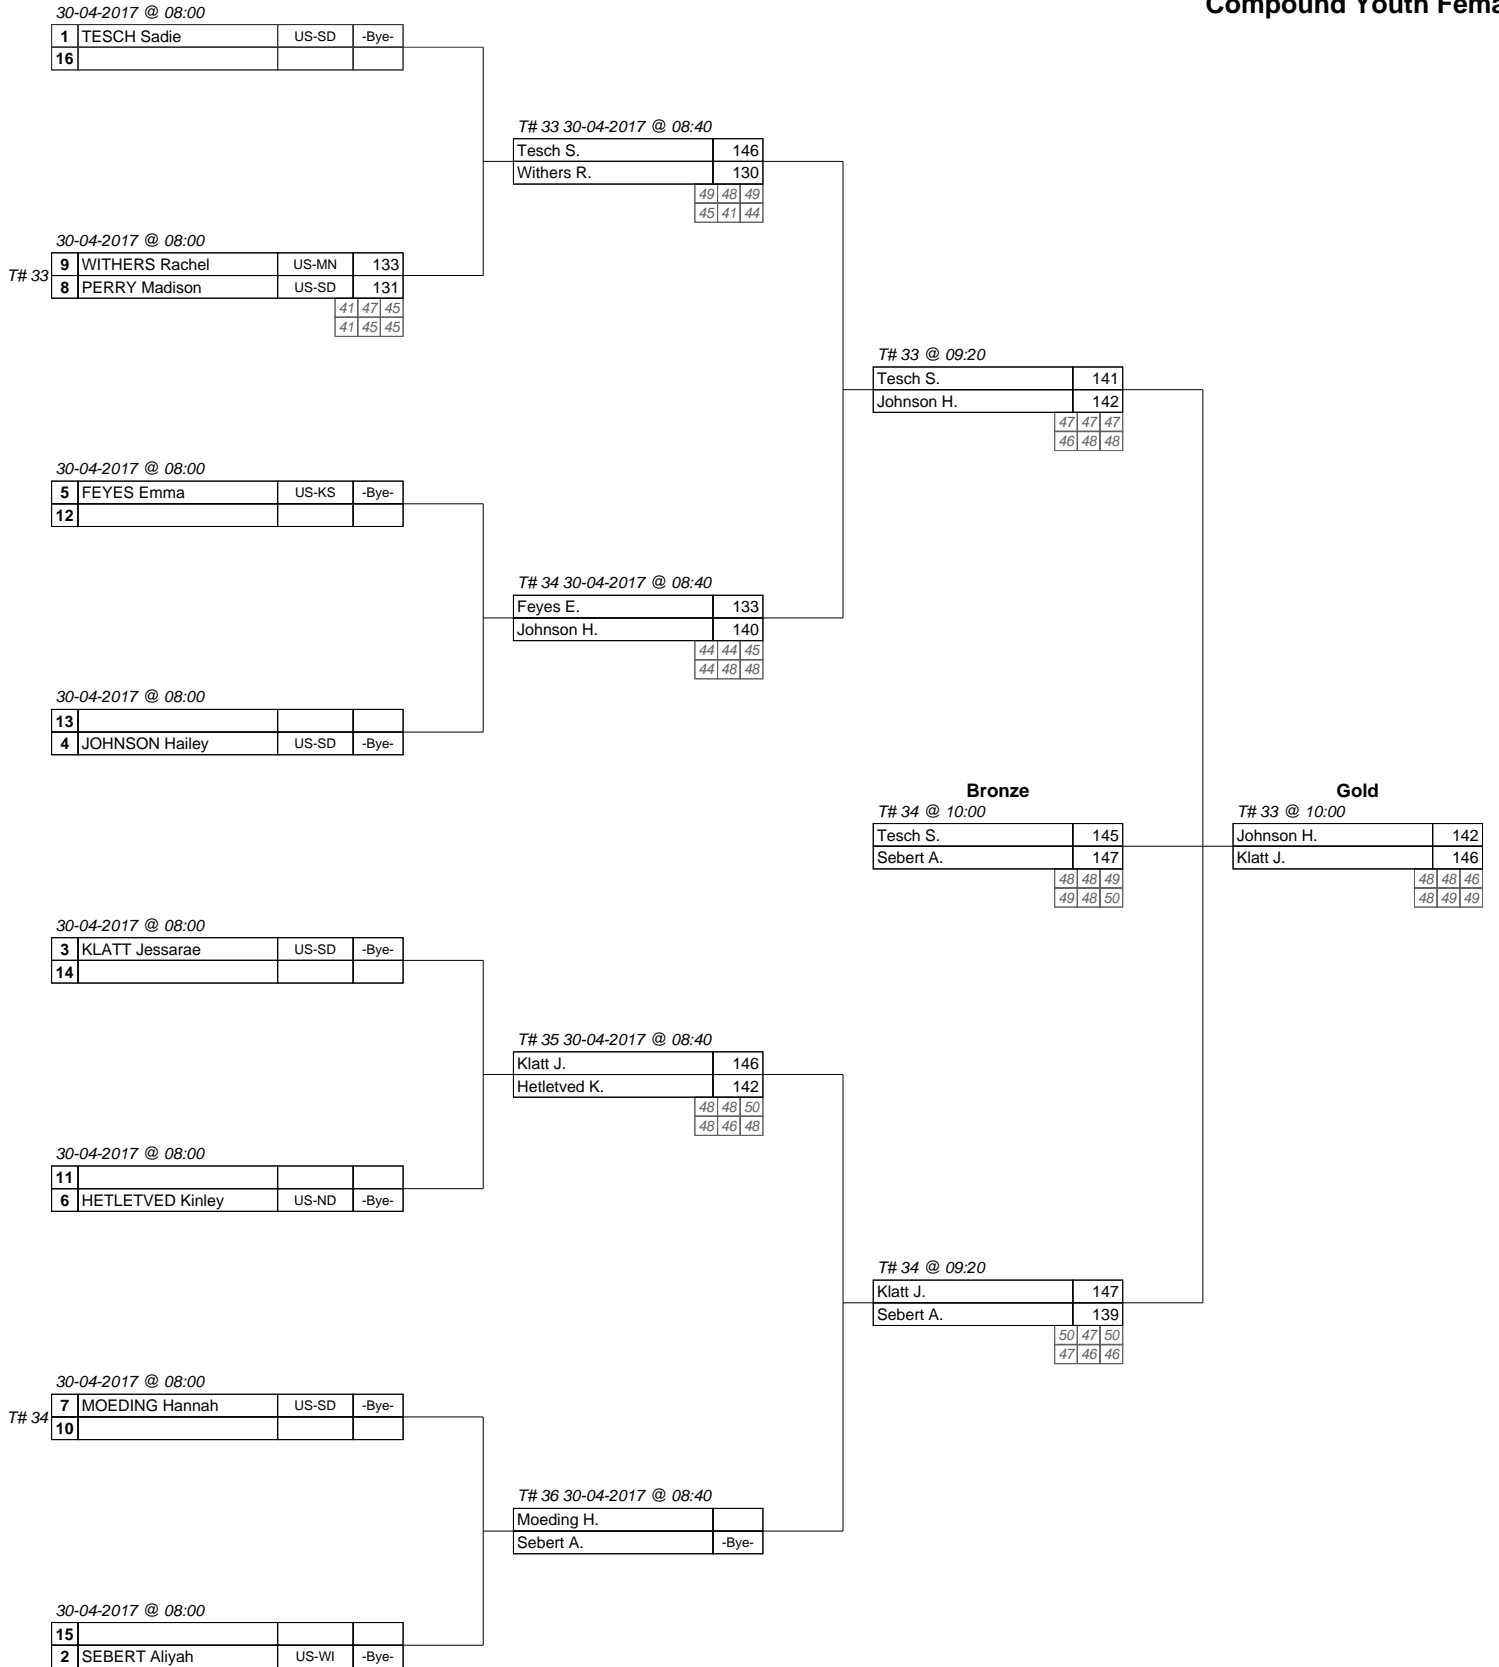 Compound Youth Fema
30-04-2017 @ 08:00
1 TESCH Sadie US-SD -Bye-
16
T# 33 30-04-2017 @ 08:40
Tesch S. 146
Withers R. 130
49 48 49
45 41 44
30-04-2017 @ 08:00
T# 33
9 WITHERS Rachel US-MN 133
8 PERRY Madison US-SD 131
41 47 45
41 45 45
T# 33 @ 09:20
Tesch S. 141
Johnson H. 142
47 47 47
46 48 48
30-04-2017 @ 08:00
5 FEYES Emma US-KS -Bye-
12
T# 34 30-04-2017 @ 08:40
Feyes E. 133
Johnson H. 140
44 44 45
44 48 48
30-04-2017 @ 08:00
13
4 JOHNSON Hailey US-SD -Bye-
Bronze
T# 34 @ 10:00
Tesch S. 145
Sebert A. 147
48 48 49
49 48 50
Gold
T# 33 @ 10:00
Johnson H. 142
Klatt J. 146
48 48 46
48 49 49
30-04-2017 @ 08:00
3 KLATT Jessarae US-SD -Bye-
14
T# 35 30-04-2017 @ 08:40
Klatt J. 146
Hetletved K. 142
48 48 50
48 46 48
30-04-2017 @ 08:00
11
6 HETLETVED Kinley US-ND -Bye-
T# 34 @ 09:20
Klatt J. 147
Sebert A. 139
50 47 50
47 46 46
30-04-2017 @ 08:00
T# 34
7 MOEDING Hannah US-SD -Bye-
10
T# 36 30-04-2017 @ 08:40
Moeding H.
Sebert A. -Bye-
30-04-2017 @ 08:00
15
2 SEBERT Aliyah US-WI -Bye-